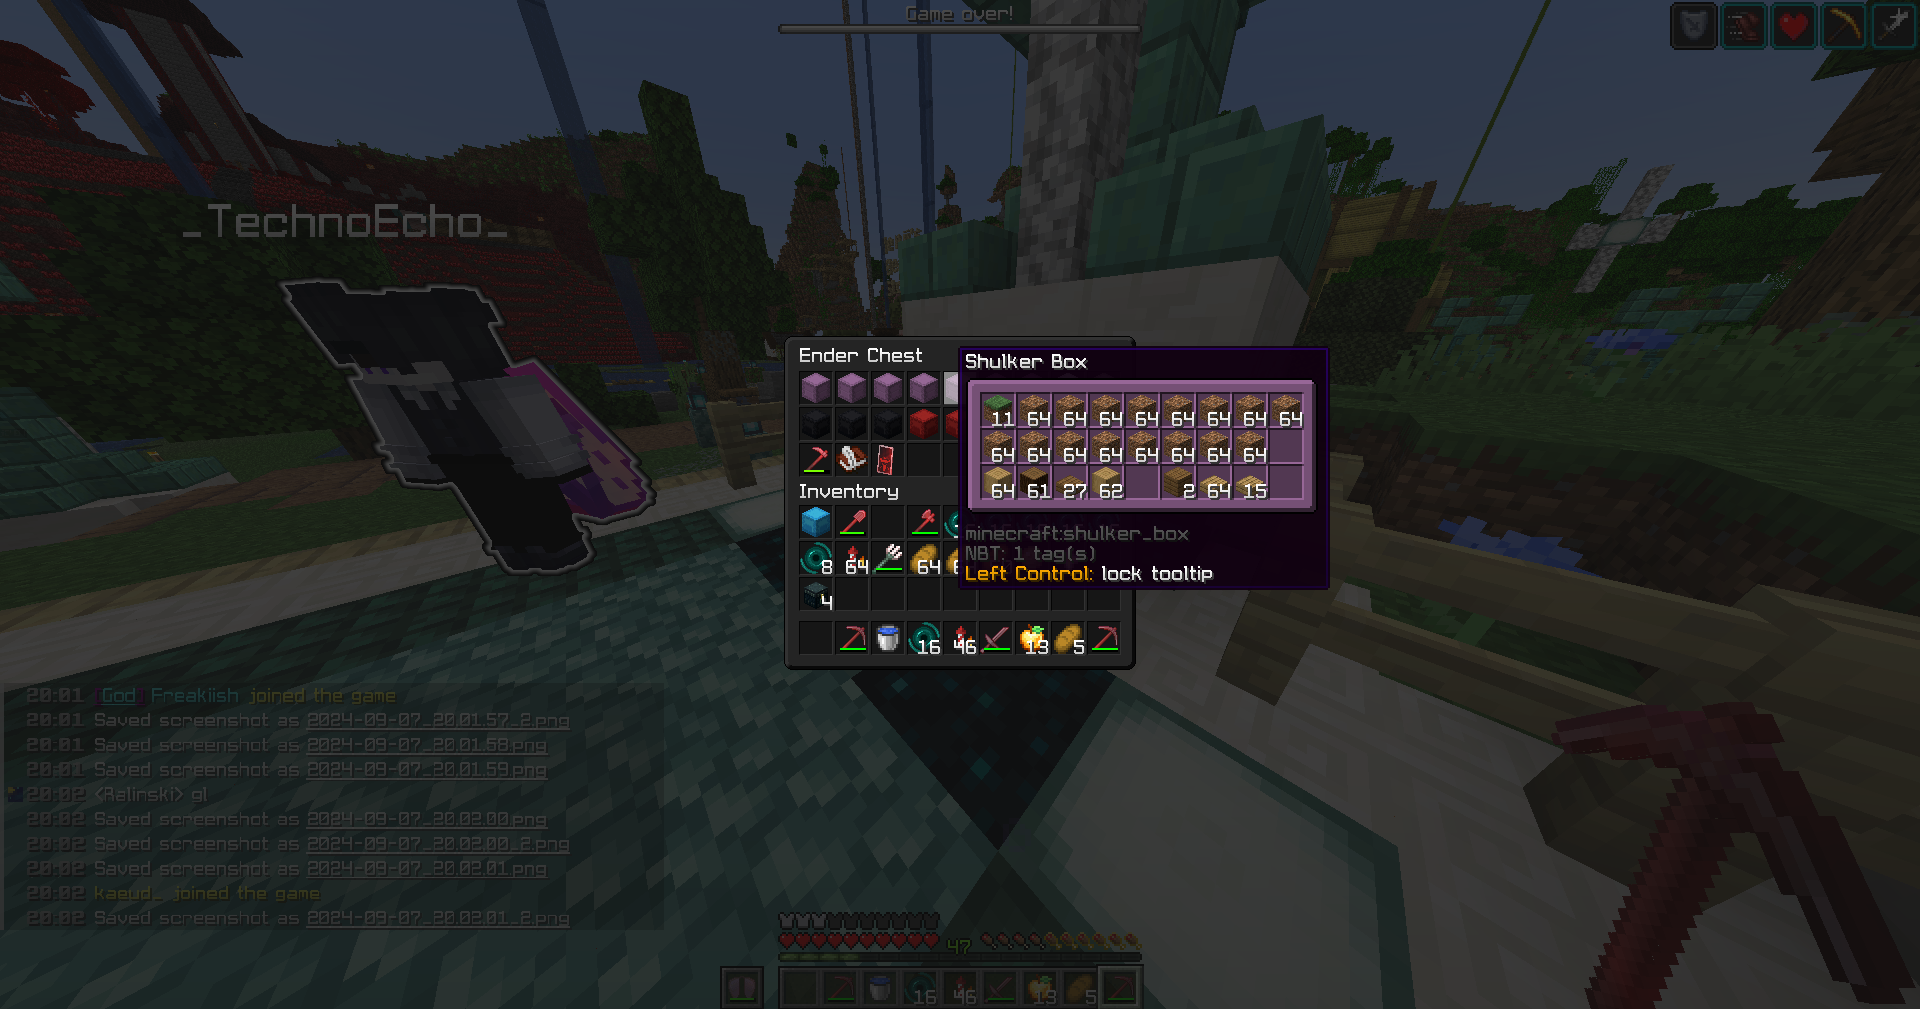 Game over!
_TechnoEcho_
Ender Chest
Shulker Box
11 64 64 64 64 64 64 64 64
64 64 64 64 64 64 64 64
64 61 27 62 2 64 15
minecraft:shulker_box
NBT: 1 tag(s)
Left Control: lock tooltip
Inventory
8 64 64
4
16 46 13 5
20:01 [God] Freakiish joined the game
20:01 Saved screenshot as 2024-09-07_20.01.57_2.png
20:01 Saved screenshot as 2024-09-07_20.01.58.png
20:01 Saved screenshot as 2024-09-07_20.01.59.png
20:02 <Ralinski> gl
20:02 Saved screenshot as 2024-09-07_20.02.00.png
20:02 Saved screenshot as 2024-09-07_20.02.00_2.png
20:02 Saved screenshot as 2024-09-07_20.02.01.png
20:02 kaeud_ joined the game
20:02 Saved screenshot as 2024-09-07_20.02.01_2.png
47
16 46 13 5